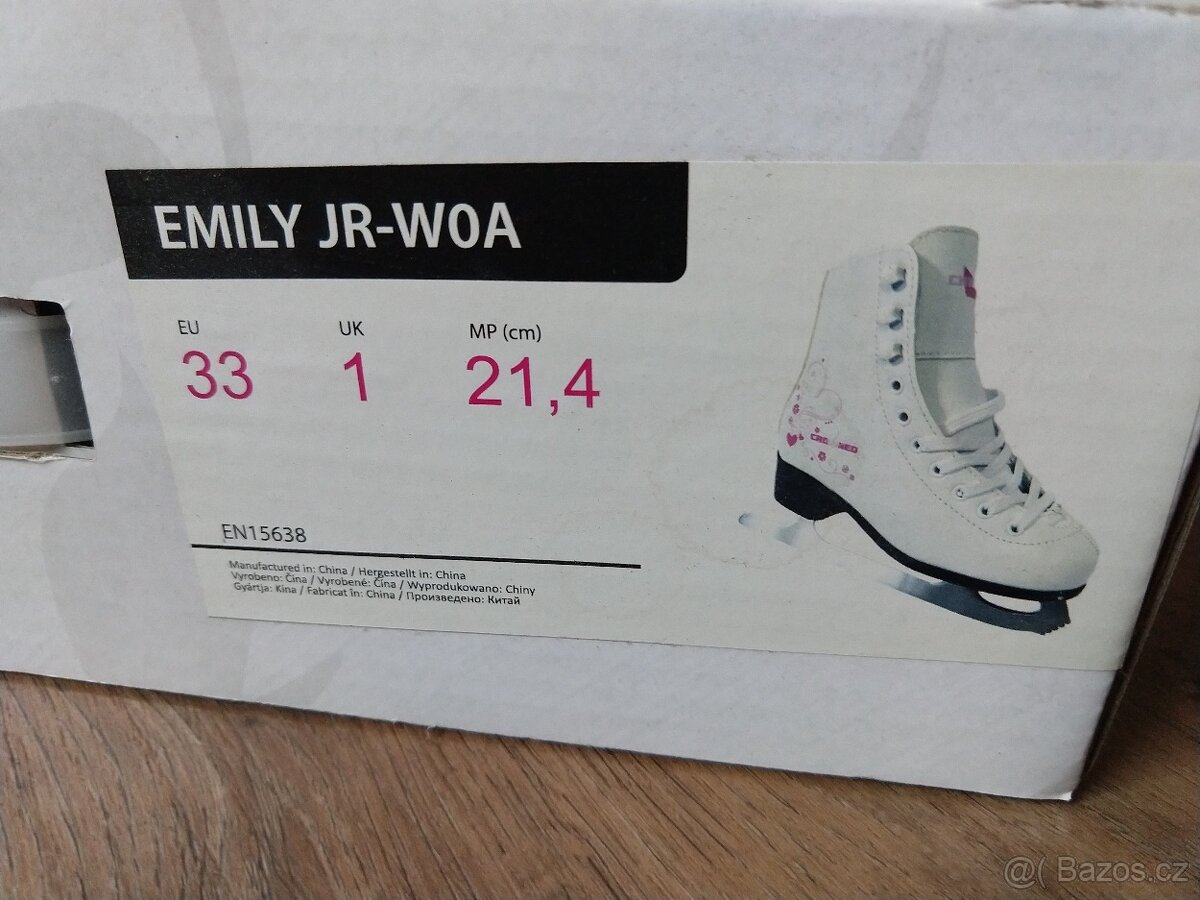 EMILY JR-W0A
EU UK MP (cm)
33 1 21,4
CROWNED
EN15638
Manufactured in: China / Hergestellt in: China
Vyrobeno: Čína / Vyrobené: Čína / Wyprodukowano: Chiny
Gyártja: Kína / Fabricat în: China / Произведено: Китай
@( Bazos.cz